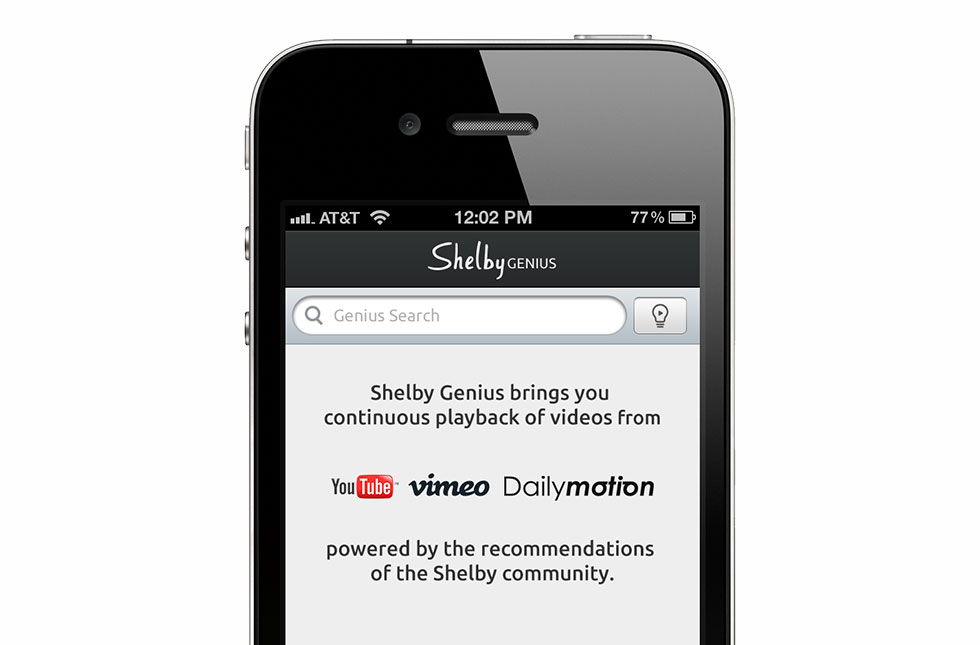 AT&T 12:02 PM 77%
Shelby GENIUS
Genius Search
Shelby Genius brings you
continuous playback of videos from
YouTube™ vimeo Dailymotion
powered by the recommendations
of the Shelby community.